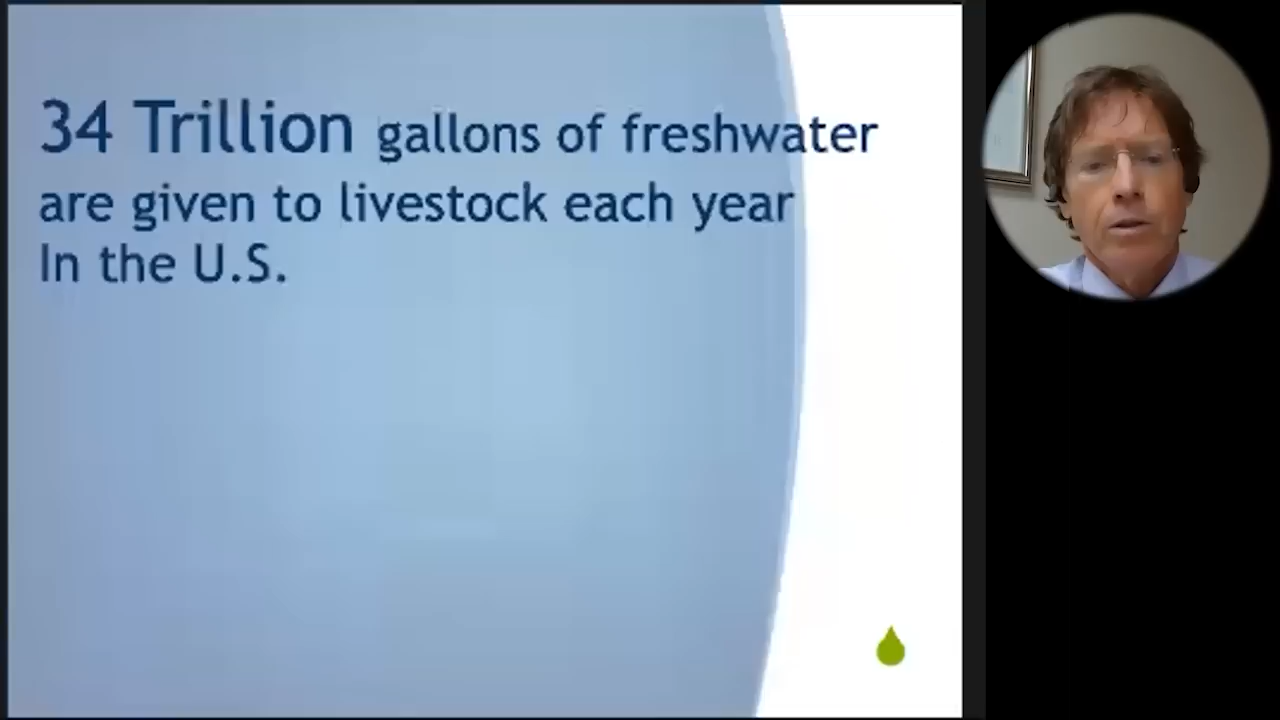 34 Trillion gallons of freshwater
are given to livestock each year
In the U.S.